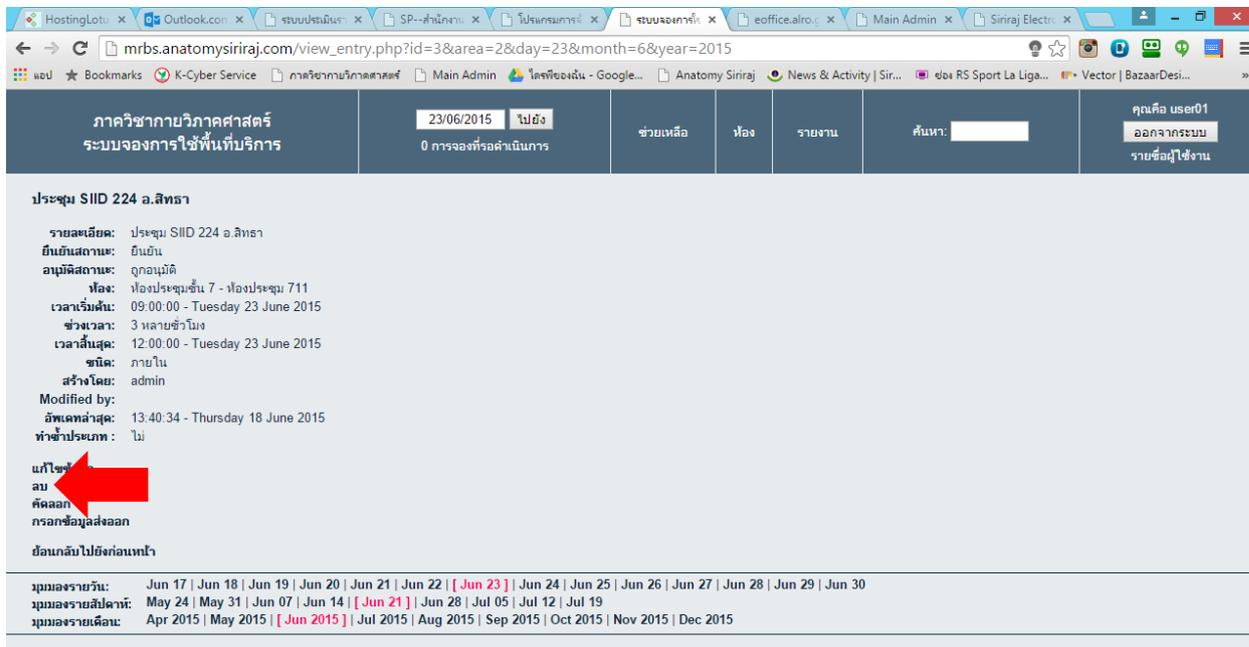 HostingLotu
Outlook.com
ระบบประเมินรา
SP--สำนักงาน
โปรแกรมการจ
ระบบจองการใ
eoffice.alro.g
Main Admin
Siriraj Electro
mrbs.anatomysiriraj.com/view_entry.php?id=3&area=2&day=23&month=6&year=2015
แอป
Bookmarks
K-Cyber Service
ภาควิชากายวิภาคศาสตร์
Main Admin
ไดรฟ์ของฉัน - Google...
Anatomy Siriraj
News & Activity | Sir...
ช่อง RS Sport La Liga...
Vector | BazaarDesi...
ภาควิชากายวิภาคศาสตร์
ระบบจองการใช้พื้นที่บริการ
23/06/2015 ไปยัง
0 การจองที่รอดำเนินการ
ช่วยเหลือ
ห้อง
รายงาน
ค้นหา:
คุณคือ user01
ออกจากระบบ
รายชื่อผู้ใช้งาน
ประชุม SIID 224 อ.สิทธา
รายละเอียด: ประชุม SIID 224 อ.สิทธา
ยืนยันสถานะ: ยืนยัน
อนุมัติสถานะ: ถูกอนุมัติ
ห้อง: ห้องประชุมชั้น 7 - ห้องประชุม 711
เวลาเริ่มต้น: 09:00:00 - Tuesday 23 June 2015
ช่วงเวลา: 3 หลายชั่วโมง
เวลาสิ้นสุด: 12:00:00 - Tuesday 23 June 2015
ชนิด: ภายใน
สร้างโดย: admin
Modified by:
อัพเดทล่าสุด: 13:40:34 - Thursday 18 June 2015
ทำซ้ำประเภท : ไม่
แก้ไข
ลบ
คัดลอก
กรอกข้อมูลส่งออก
ย้อนกลับไปยังก่อนหน้า
มุมมองรายวัน: Jun 17 | Jun 18 | Jun 19 | Jun 20 | Jun 21 | Jun 22 | [ Jun 23 ] | Jun 24 | Jun 25 | Jun 26 | Jun 27 | Jun 28 | Jun 29 | Jun 30
มุมมองรายสัปดาห์: May 24 | May 31 | Jun 07 | Jun 14 | [ Jun 21 ] | Jun 28 | Jul 05 | Jul 12 | Jul 19
มุมมองรายเดือน: Apr 2015 | May 2015 | [ Jun 2015 ] | Jul 2015 | Aug 2015 | Sep 2015 | Oct 2015 | Nov 2015 | Dec 2015